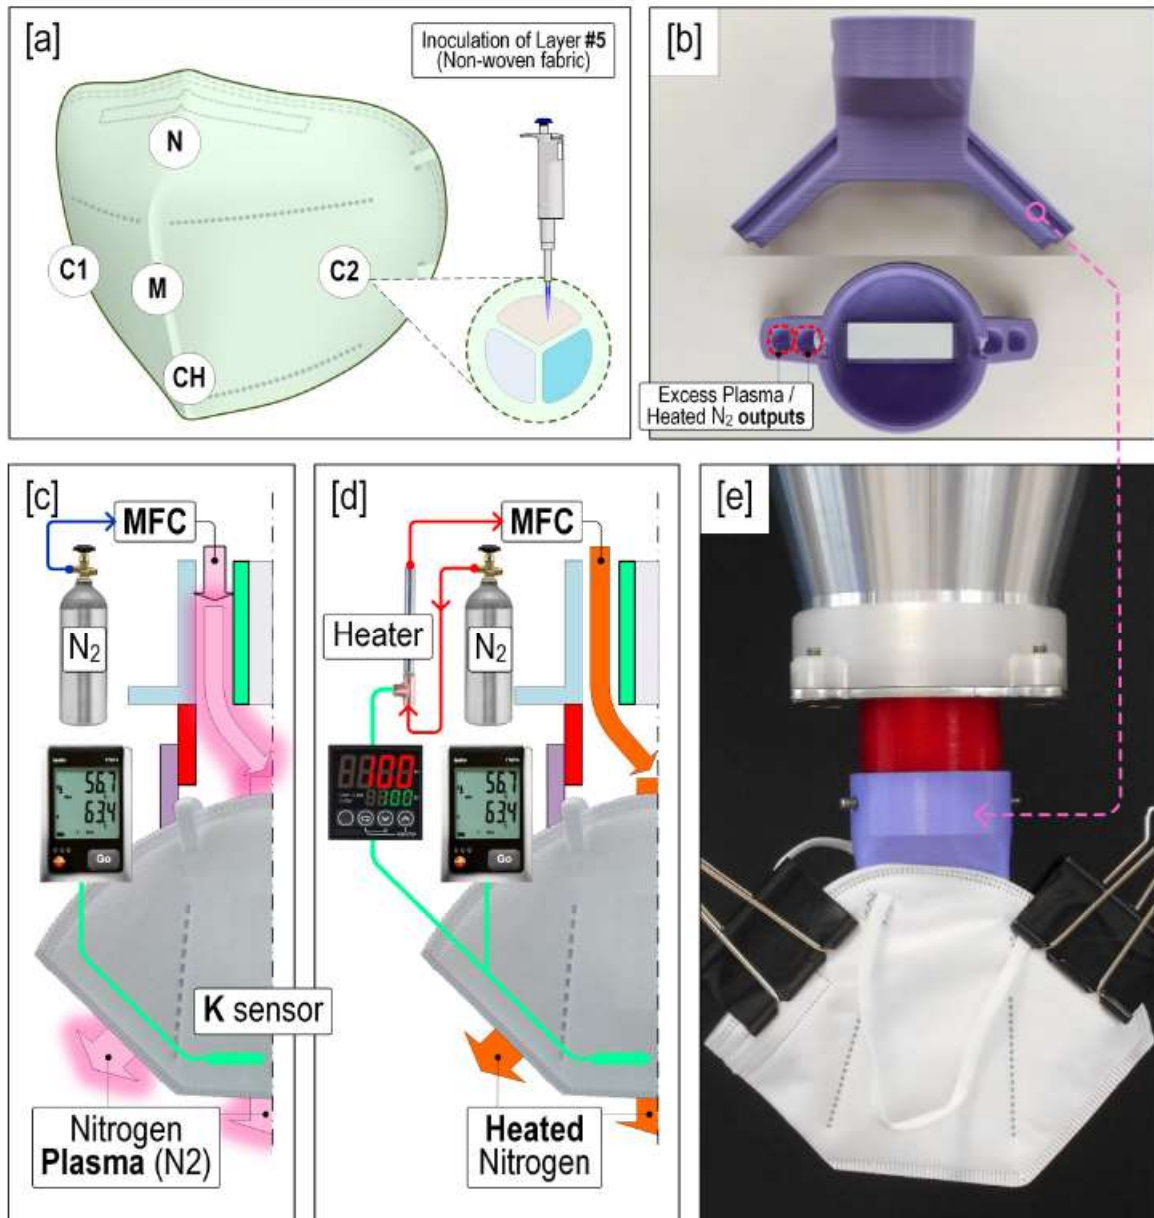 [a]
Inoculation of Layer #5
(Non-woven fabric)
N
C1
M
C2
CH
[b]
Excess Plasma /
Heated N₂ outputs
[c]
MFC
N₂
56.7
63.4
Go
K sensor
Nitrogen
Plasma (N2)
[d]
MFC
Heater
N₂
100
100
56.7
63.4
Go
Heated
Nitrogen
[e]